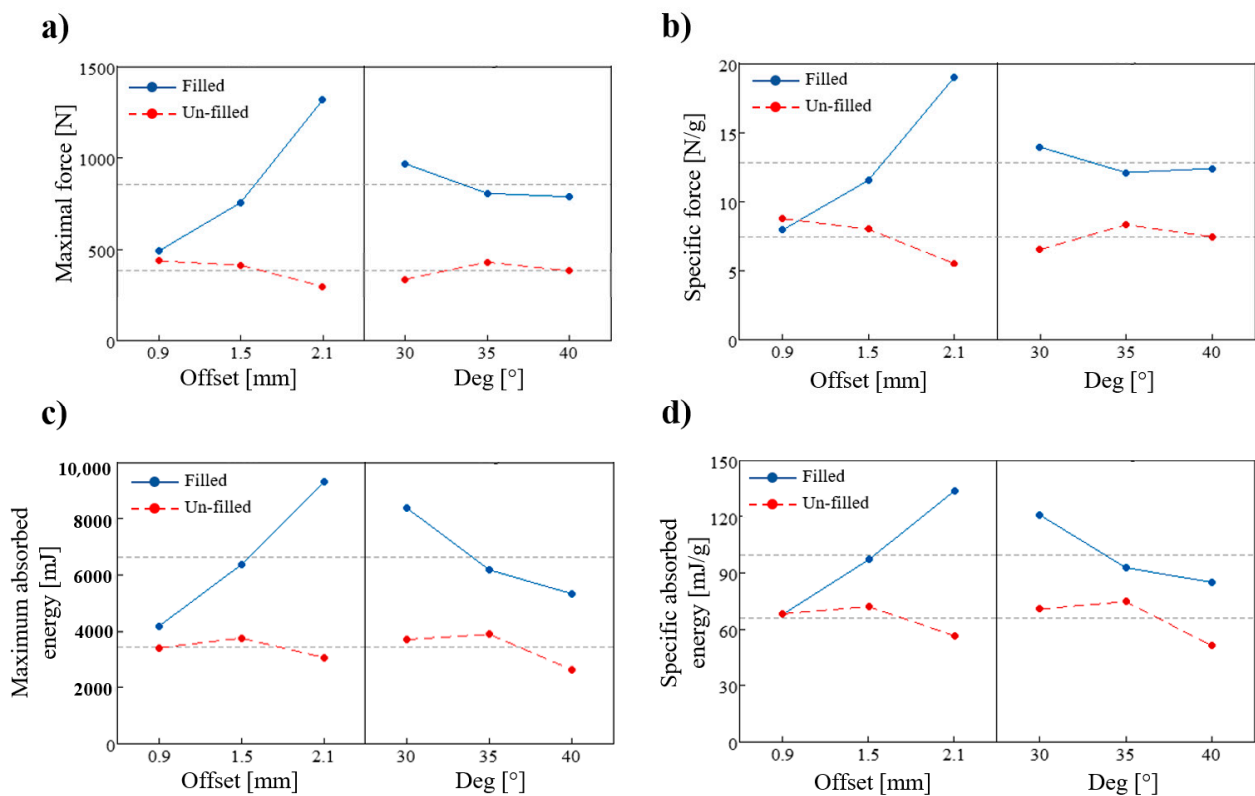 a)
Maximal force [N]
1500
1000
500
0
Filled
Un-filled
0.9 1.5 2.1 30 35 40
Offset [mm] Deg [°]
b)
Specific force [N/g]
20
15
10
5
0
Filled
Un-filled
0.9 1.5 2.1 30 35 40
Offset [mm] Deg [°]
c)
Maximum absorbed
energy [mJ]
10,000
8000
6000
4000
2000
0
Filled
Un-filled
0.9 1.5 2.1 30 35 40
Offset [mm] Deg [°]
d)
Specific absorbed
energy [mJ/g]
150
120
90
60
30
0
Filled
Un-filled
0.9 1.5 2.1 30 35 40
Offset [mm] Deg [°]